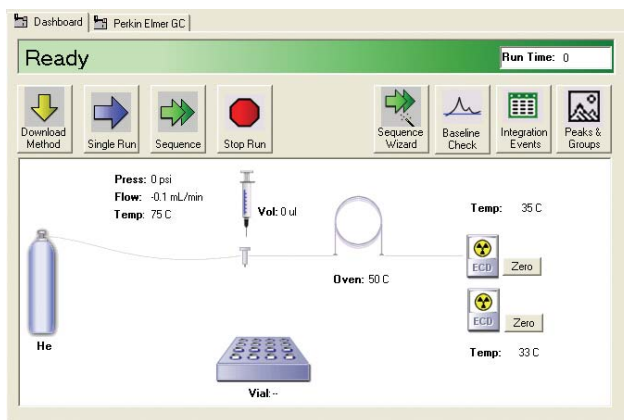 Dashboard Perkin Elmer GC
Ready
Run Time: 0
Download Method
Single Run
Sequence
Stop Run
Sequence Wizard
Baseline Check
Integration Events
Peaks & Groups
Press: 0 psi
Flow: -0.1 mL/min
Temp: 75 C
Vol: 0 ul
Temp: 35 C
ECD Zero
Oven: 50 C
ECD Zero
He
Temp: 33 C
Vial: --